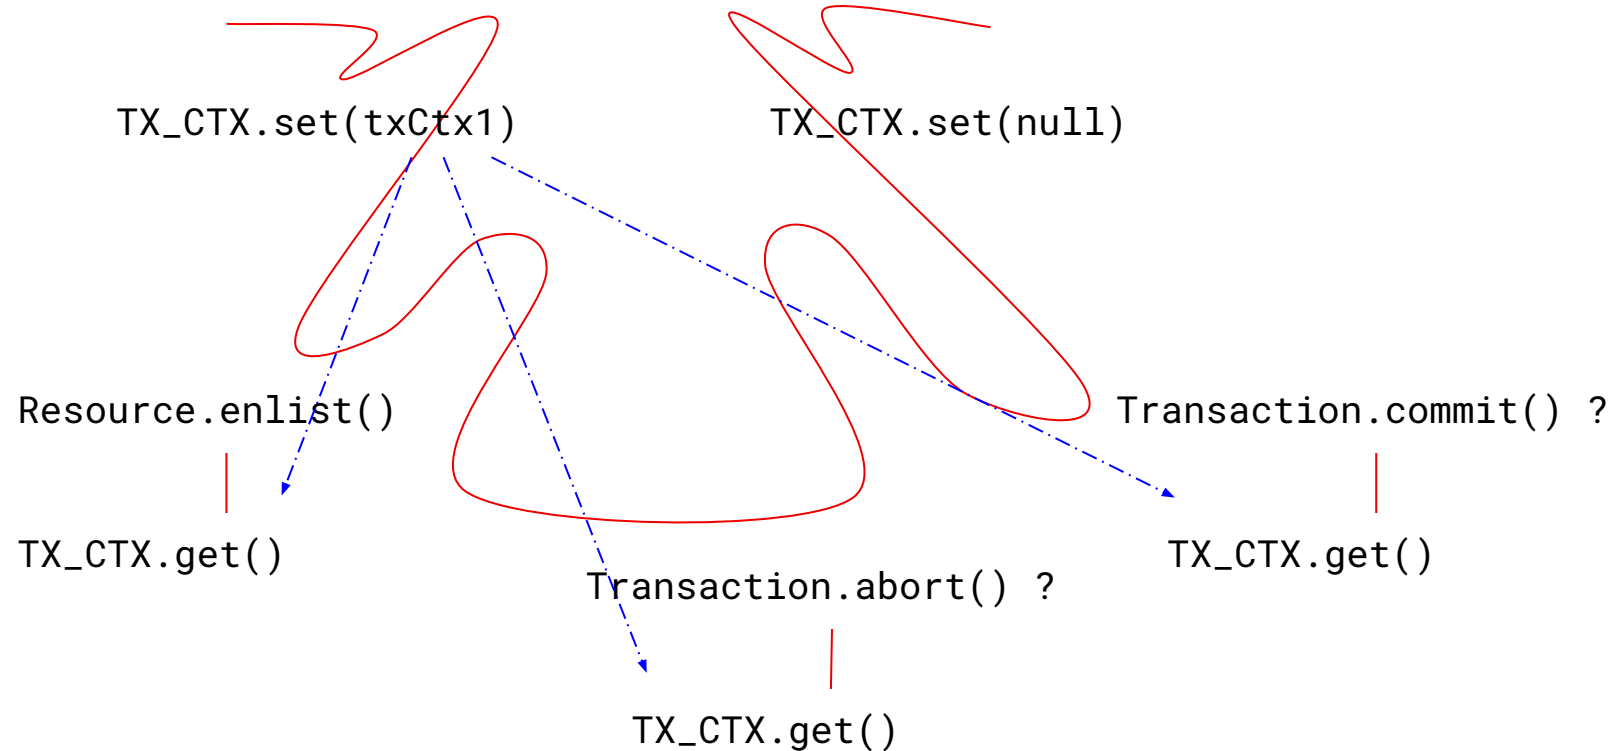 TX_CTX.set(txCtx1)
TX_CTX.set(null)
Resource.enlist()
Transaction.commit() ?
TX_CTX.get()
TX_CTX.get()
Transaction.abort() ?
TX_CTX.get()